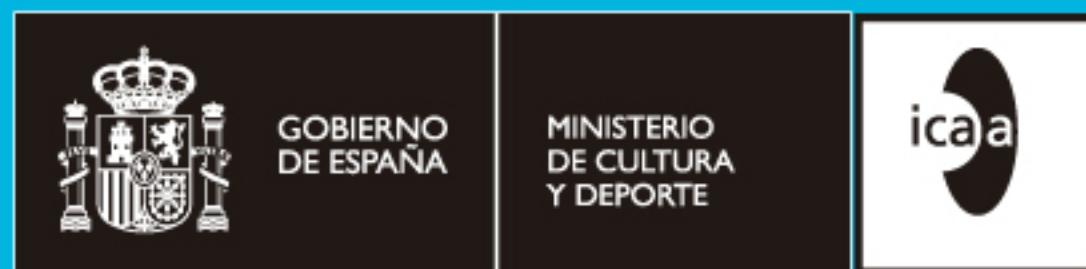 GOBIERNO
DE ESPAÑA
MINISTERIO
DE CULTURA
Y DEPORTE
icaa